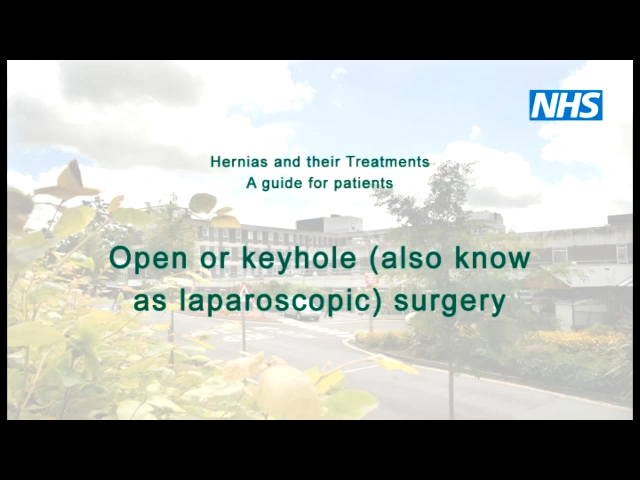 NHS
Hernias and their Treatments
A guide for patients
Open or keyhole (also know
as laparoscopic) surgery